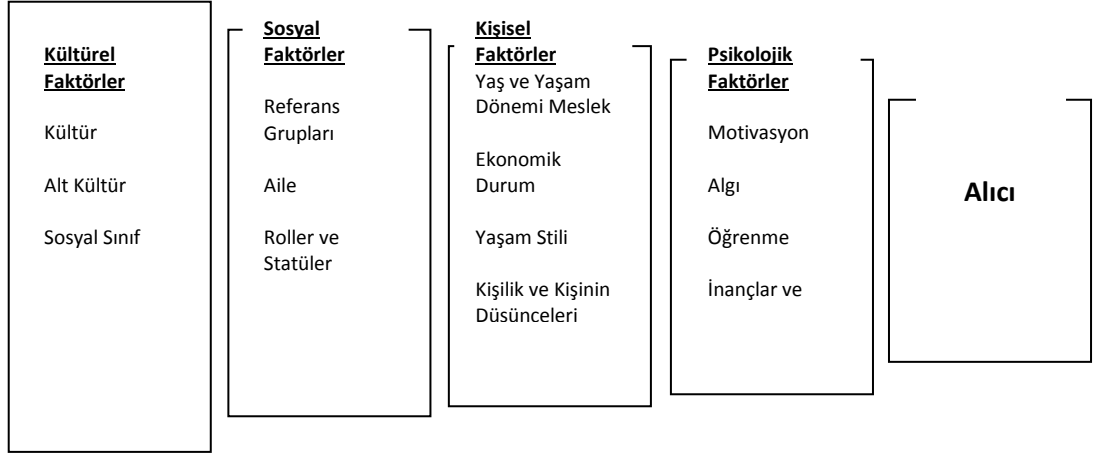 Kültürel
Faktörler
Kültür
Alt Kültür
Sosyal Sınıf
Sosyal
Faktörler
Referans
Grupları
Aile
Roller ve
Statüler
Kişisel
Faktörler
Yaş ve Yaşam
Dönemi Meslek
Ekonomik
Durum
Yaşam Stili
Kişilik ve Kişinin
Düsünceleri
Psikolojik
Faktörler
Motivasyon
Algı
Öğrenme
İnançlar ve
Alıcı